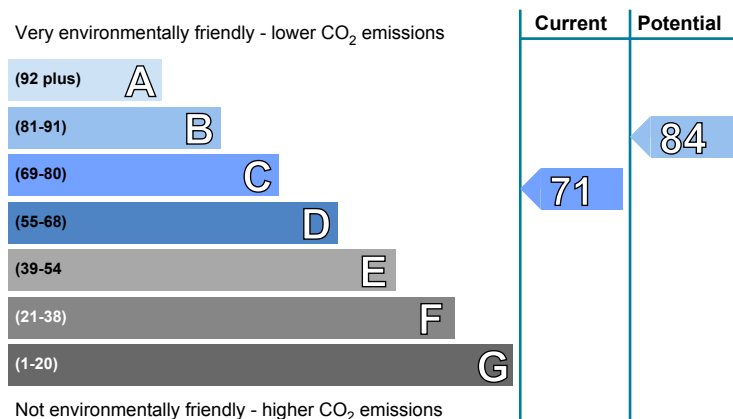 Very environmentally friendly - lower CO2 emissions
Current
Potential
(92 plus) A
(81-91) B
84
(69-80) C
71
(55-68) D
(39-54 E
(21-38) F
(1-20) G
Not environmentally friendly - higher CO2 emissions